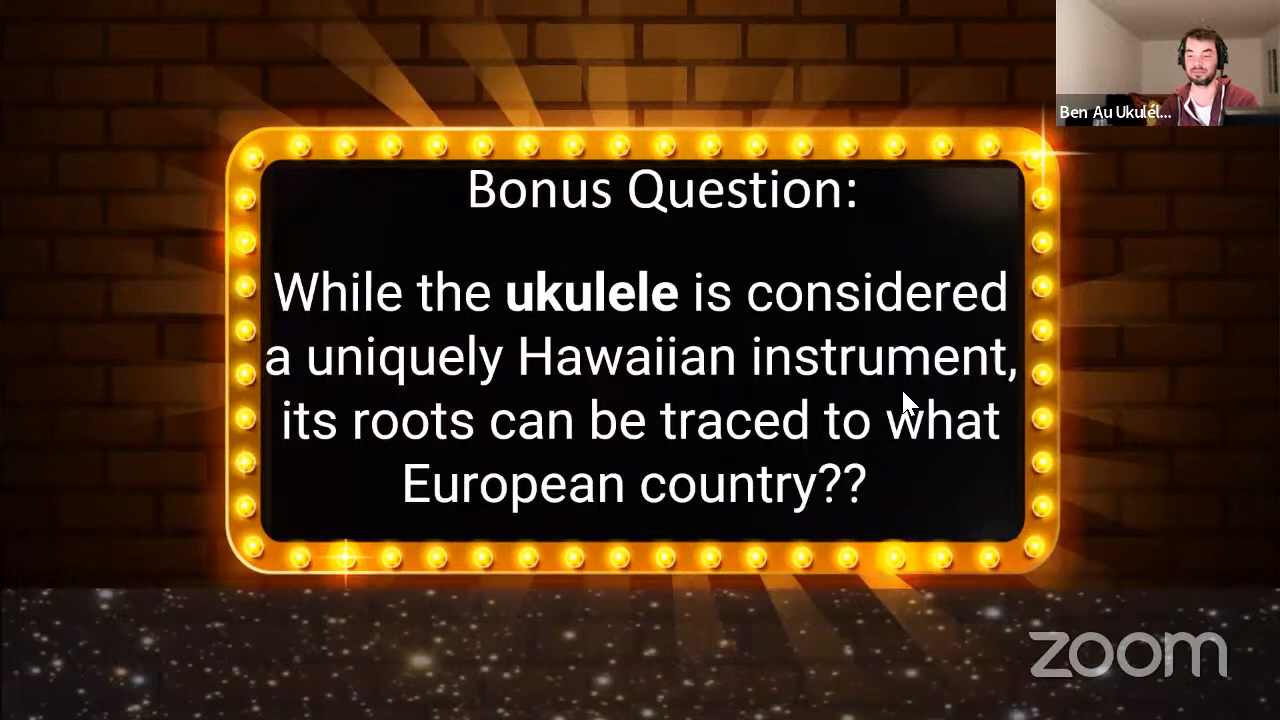 Bonus Question:
While the ukulele is considered
a uniquely Hawaiian instrument,
its roots can be traced to what
European country??
Ben Au Ukulél...
zoom